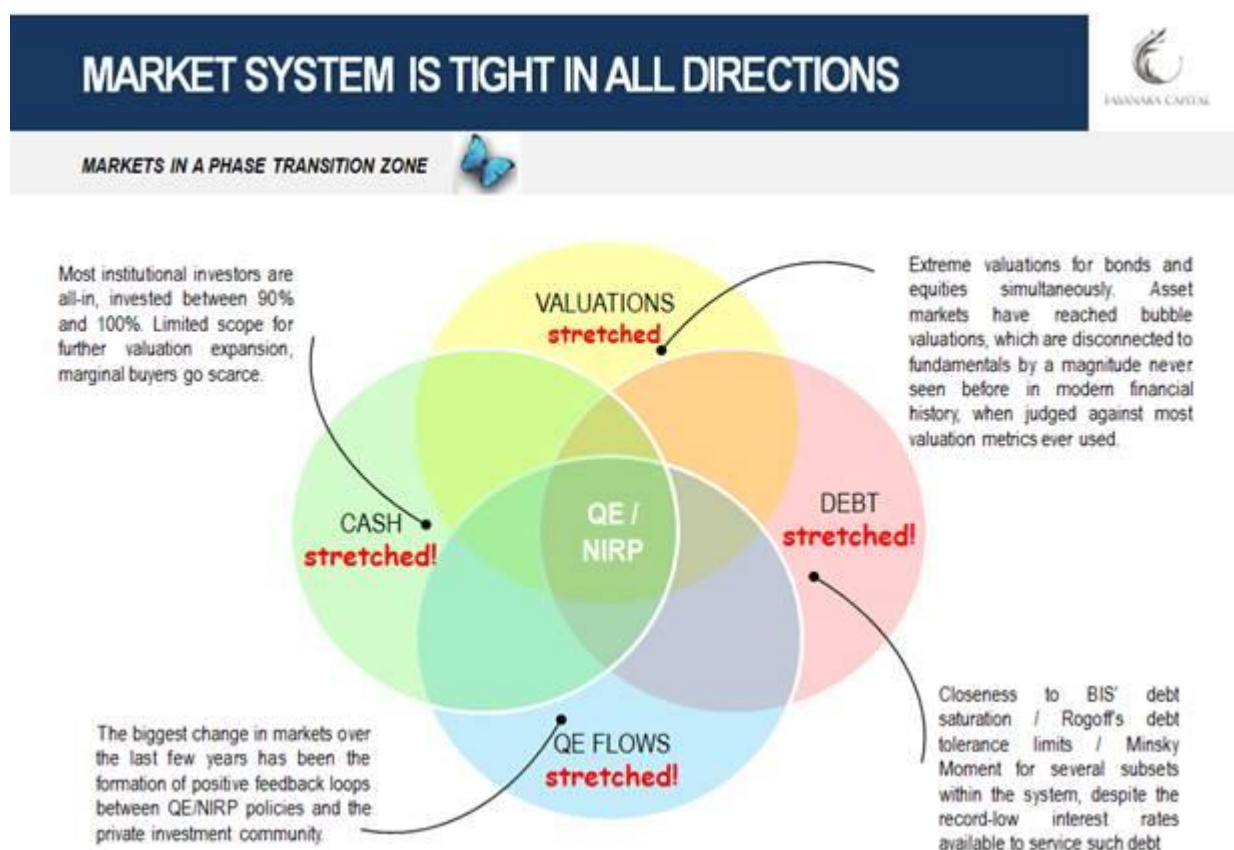 MARKET SYSTEM IS TIGHT IN ALL DIRECTIONS
FASANARA CAPITAL
MARKETS IN A PHASE TRANSITION ZONE
Most institutional investors are
all-in, invested between 90%
and 100%. Limited scope for
further valuation expansion,
marginal buyers go scarce.
VALUATIONS
stretched
Extreme valuations for bonds and
equities simultaneously. Asset
markets have reached bubble
valuations, which are disconnected to
fundamentals by a magnitude never
seen before in modern financial
history, when judged against most
valuation metrics ever used.
CASH
stretched!
QE /
NIRP
DEBT
stretched!
The biggest change in markets over
the last few years has been the
formation of positive feedback loops
between QE/NIRP policies and the
private investment community.
QE FLOWS
stretched!
Closeness to BIS' debt
saturation / Rogoff's debt
tolerance limits / Minsky
Moment for several subsets
within the system, despite the
record-low interest rates
available to service such debt